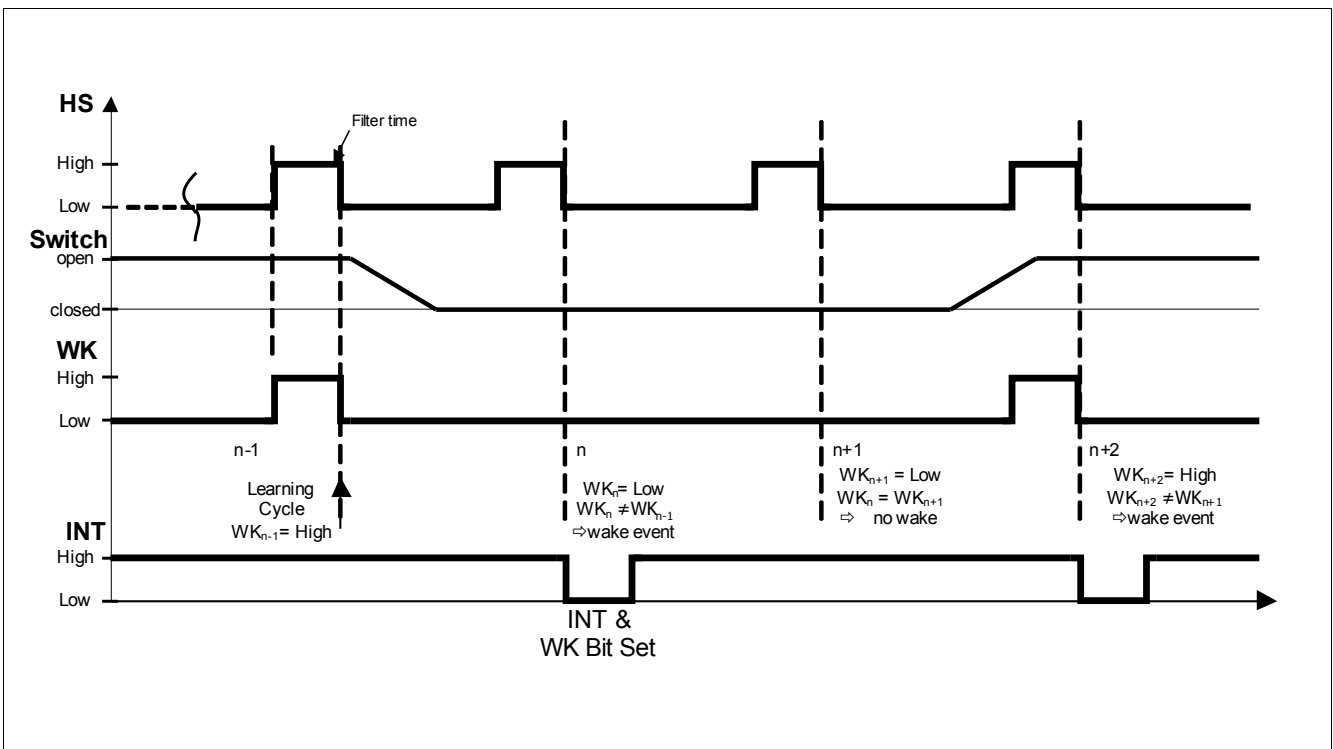 HS
Filter time
High
Low
Switch
open
closed
WK
High
Low
n-1
n
n+1
n+2
Learning
Cycle
WKn-1= High
WKn= Low
WKn ≠WKn-1
⇨wake event
WKn+1 = Low
WKn = WKn+1
⇨ no wake
WKn+2= High
WKn+2 ≠WKn+1
⇨wake event
INT
High
Low
INT &
WK Bit Set